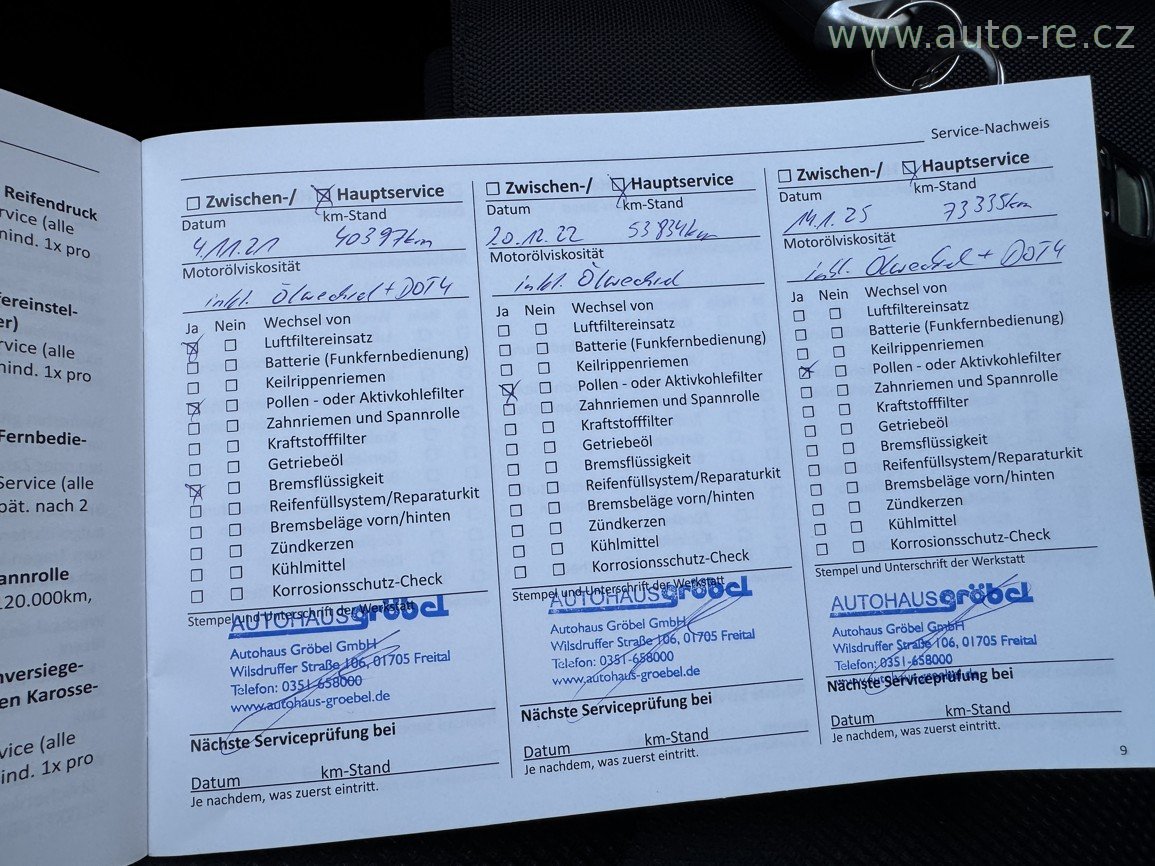 www.auto-re.cz
Reifendruck
rvice (alle
mind. 1x pro
ereinstel-
er)
rvice (alle
mind. 1x pro
Fernbedie-
Service (alle
pät. nach 2
annrolle
120.000km,
nversiege-
en Karosse-
vice (alle
ind. 1x pro
Service-Nachweis
☐ Zwischen-/ ☒ Hauptservice
Datum km-Stand
4.11.21 40397km
Motorölviskosität
inkl. Ölwechsel + DOT4
Ja Nein Wechsel von
☒ ☐ Luftfiltereinsatz
☐ ☐ Batterie (Funkfernbedienung)
☐ ☐ Keilrippenriemen
☒ ☐ Pollen - oder Aktivkohlefilter
☐ ☐ Zahnriemen und Spannrolle
☐ ☐ Kraftstofffilter
☐ ☐ Getriebeöl
☒ ☐ Bremsflüssigkeit
☐ ☐ Reifenfüllsystem/Reparaturkit
☐ ☐ Bremsbeläge vorn/hinten
☐ ☐ Zündkerzen
☐ ☐ Kühlmittel
☐ ☐ Korrosionsschutz-Check
Stempel und Unterschrift der Werkstatt
AUTOHAUS gröbel
Autohaus Gröbel GmbH
Wilsdruffer Straße 106, 01705 Freital
Telefon: 0351-658000
www.autohaus-groebel.de
Nächste Serviceprüfung bei
Datum km-Stand
Je nachdem, was zuerst eintritt.
☐ Zwischen-/ ☒ Hauptservice
Datum km-Stand
20.12.22 53834km
Motorölviskosität
inkl. Ölwechsel
Ja Nein Wechsel von
☐ ☐ Luftfiltereinsatz
☐ ☐ Batterie (Funkfernbedienung)
☐ ☐ Keilrippenriemen
☒ ☐ Pollen - oder Aktivkohlefilter
☐ ☐ Zahnriemen und Spannrolle
☐ ☐ Kraftstofffilter
☐ ☐ Getriebeöl
☐ ☐ Bremsflüssigkeit
☐ ☐ Reifenfüllsystem/Reparaturkit
☐ ☐ Bremsbeläge vorn/hinten
☐ ☐ Zündkerzen
☐ ☐ Kühlmittel
☐ ☐ Korrosionsschutz-Check
Stempel und Unterschrift der Werkstatt
AUTOHAUS gröbel
Autohaus Gröbel GmbH
Wilsdruffer Straße 106, 01705 Freital
Telefon: 0351-658000
www.autohaus-groebel.de
Nächste Serviceprüfung bei
Datum km-Stand
Je nachdem, was zuerst eintritt.
☐ Zwischen-/ ☒ Hauptservice
Datum km-Stand
14.1.25 73335km
Motorölviskosität
inkl. Ölwechsel + DOT4
Ja Nein Wechsel von
☐ ☐ Luftfiltereinsatz
☐ ☐ Batterie (Funkfernbedienung)
☐ ☐ Keilrippenriemen
☒ ☐ Pollen - oder Aktivkohlefilter
☐ ☐ Zahnriemen und Spannrolle
☐ ☐ Kraftstofffilter
☐ ☐ Getriebeöl
☐ ☐ Bremsflüssigkeit
☐ ☐ Reifenfüllsystem/Reparaturkit
☐ ☐ Bremsbeläge vorn/hinten
☐ ☐ Zündkerzen
☐ ☐ Kühlmittel
☐ ☐ Korrosionsschutz-Check
Stempel und Unterschrift der Werkstatt
AUTOHAUS gröbel
Autohaus Gröbel GmbH
Wilsdruffer Straße 106, 01705 Freital
Telefon: 0351-658000
www.autohaus-groebel.de
Nächste Serviceprüfung bei
Datum km-Stand
Je nachdem, was zuerst eintritt.
9